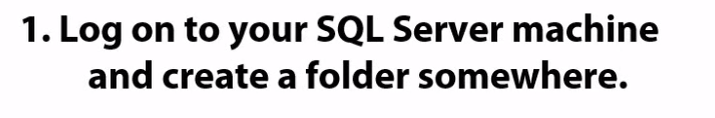 1. Log on to your SQL Server machine
and create a folder somewhere.